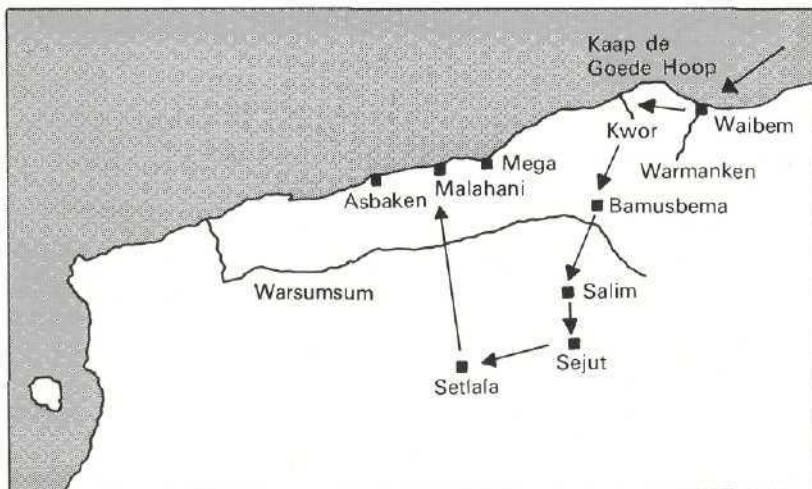 Kaap de
Goede Hoop
Waibem
Kwor
Warmanken
Mega
Malahani
Asbaken
Bamusbema
Warsumsum
Salim
Sejut
Setlala